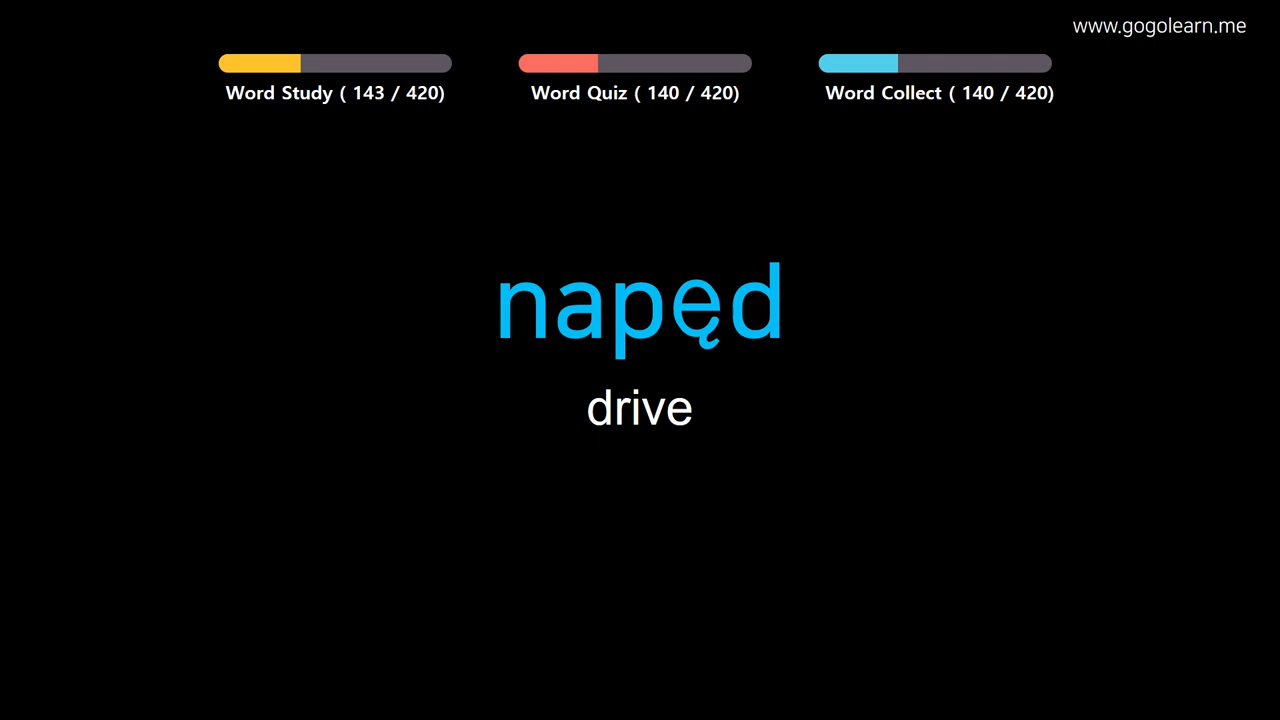 www.gogolearn.me
Word Study ( 143 / 420)
Word Quiz ( 140 / 420)
Word Collect ( 140 / 420)
napęd
drive